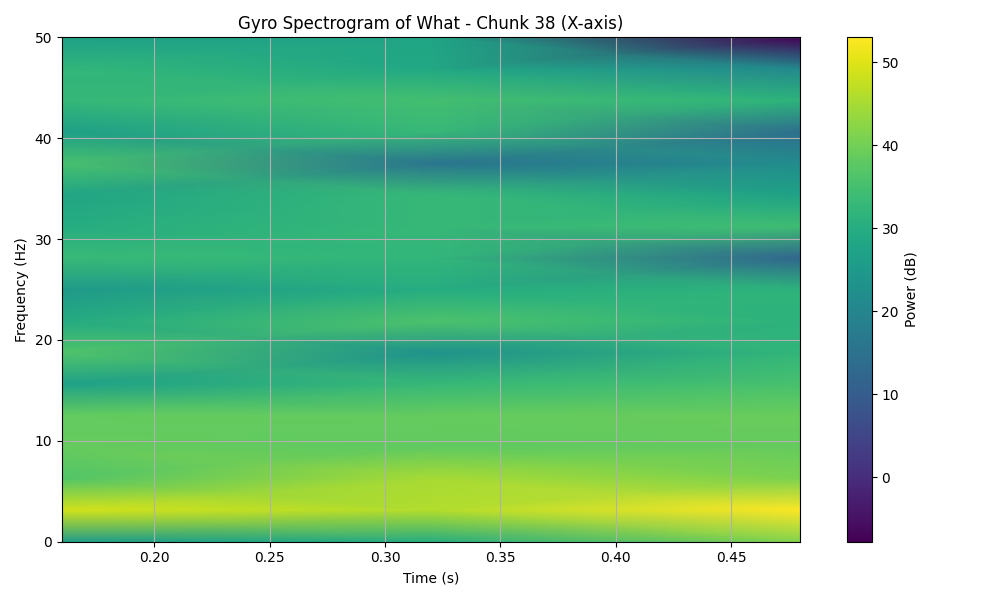 Gyro Spectrogram of What - Chunk 38 (X-axis)
50
40
30
20
10
0
Frequency (Hz)
0.20 0.25 0.30 0.35 0.40 0.45
Time (s)
50
40
30
20
10
0
Power (dB)